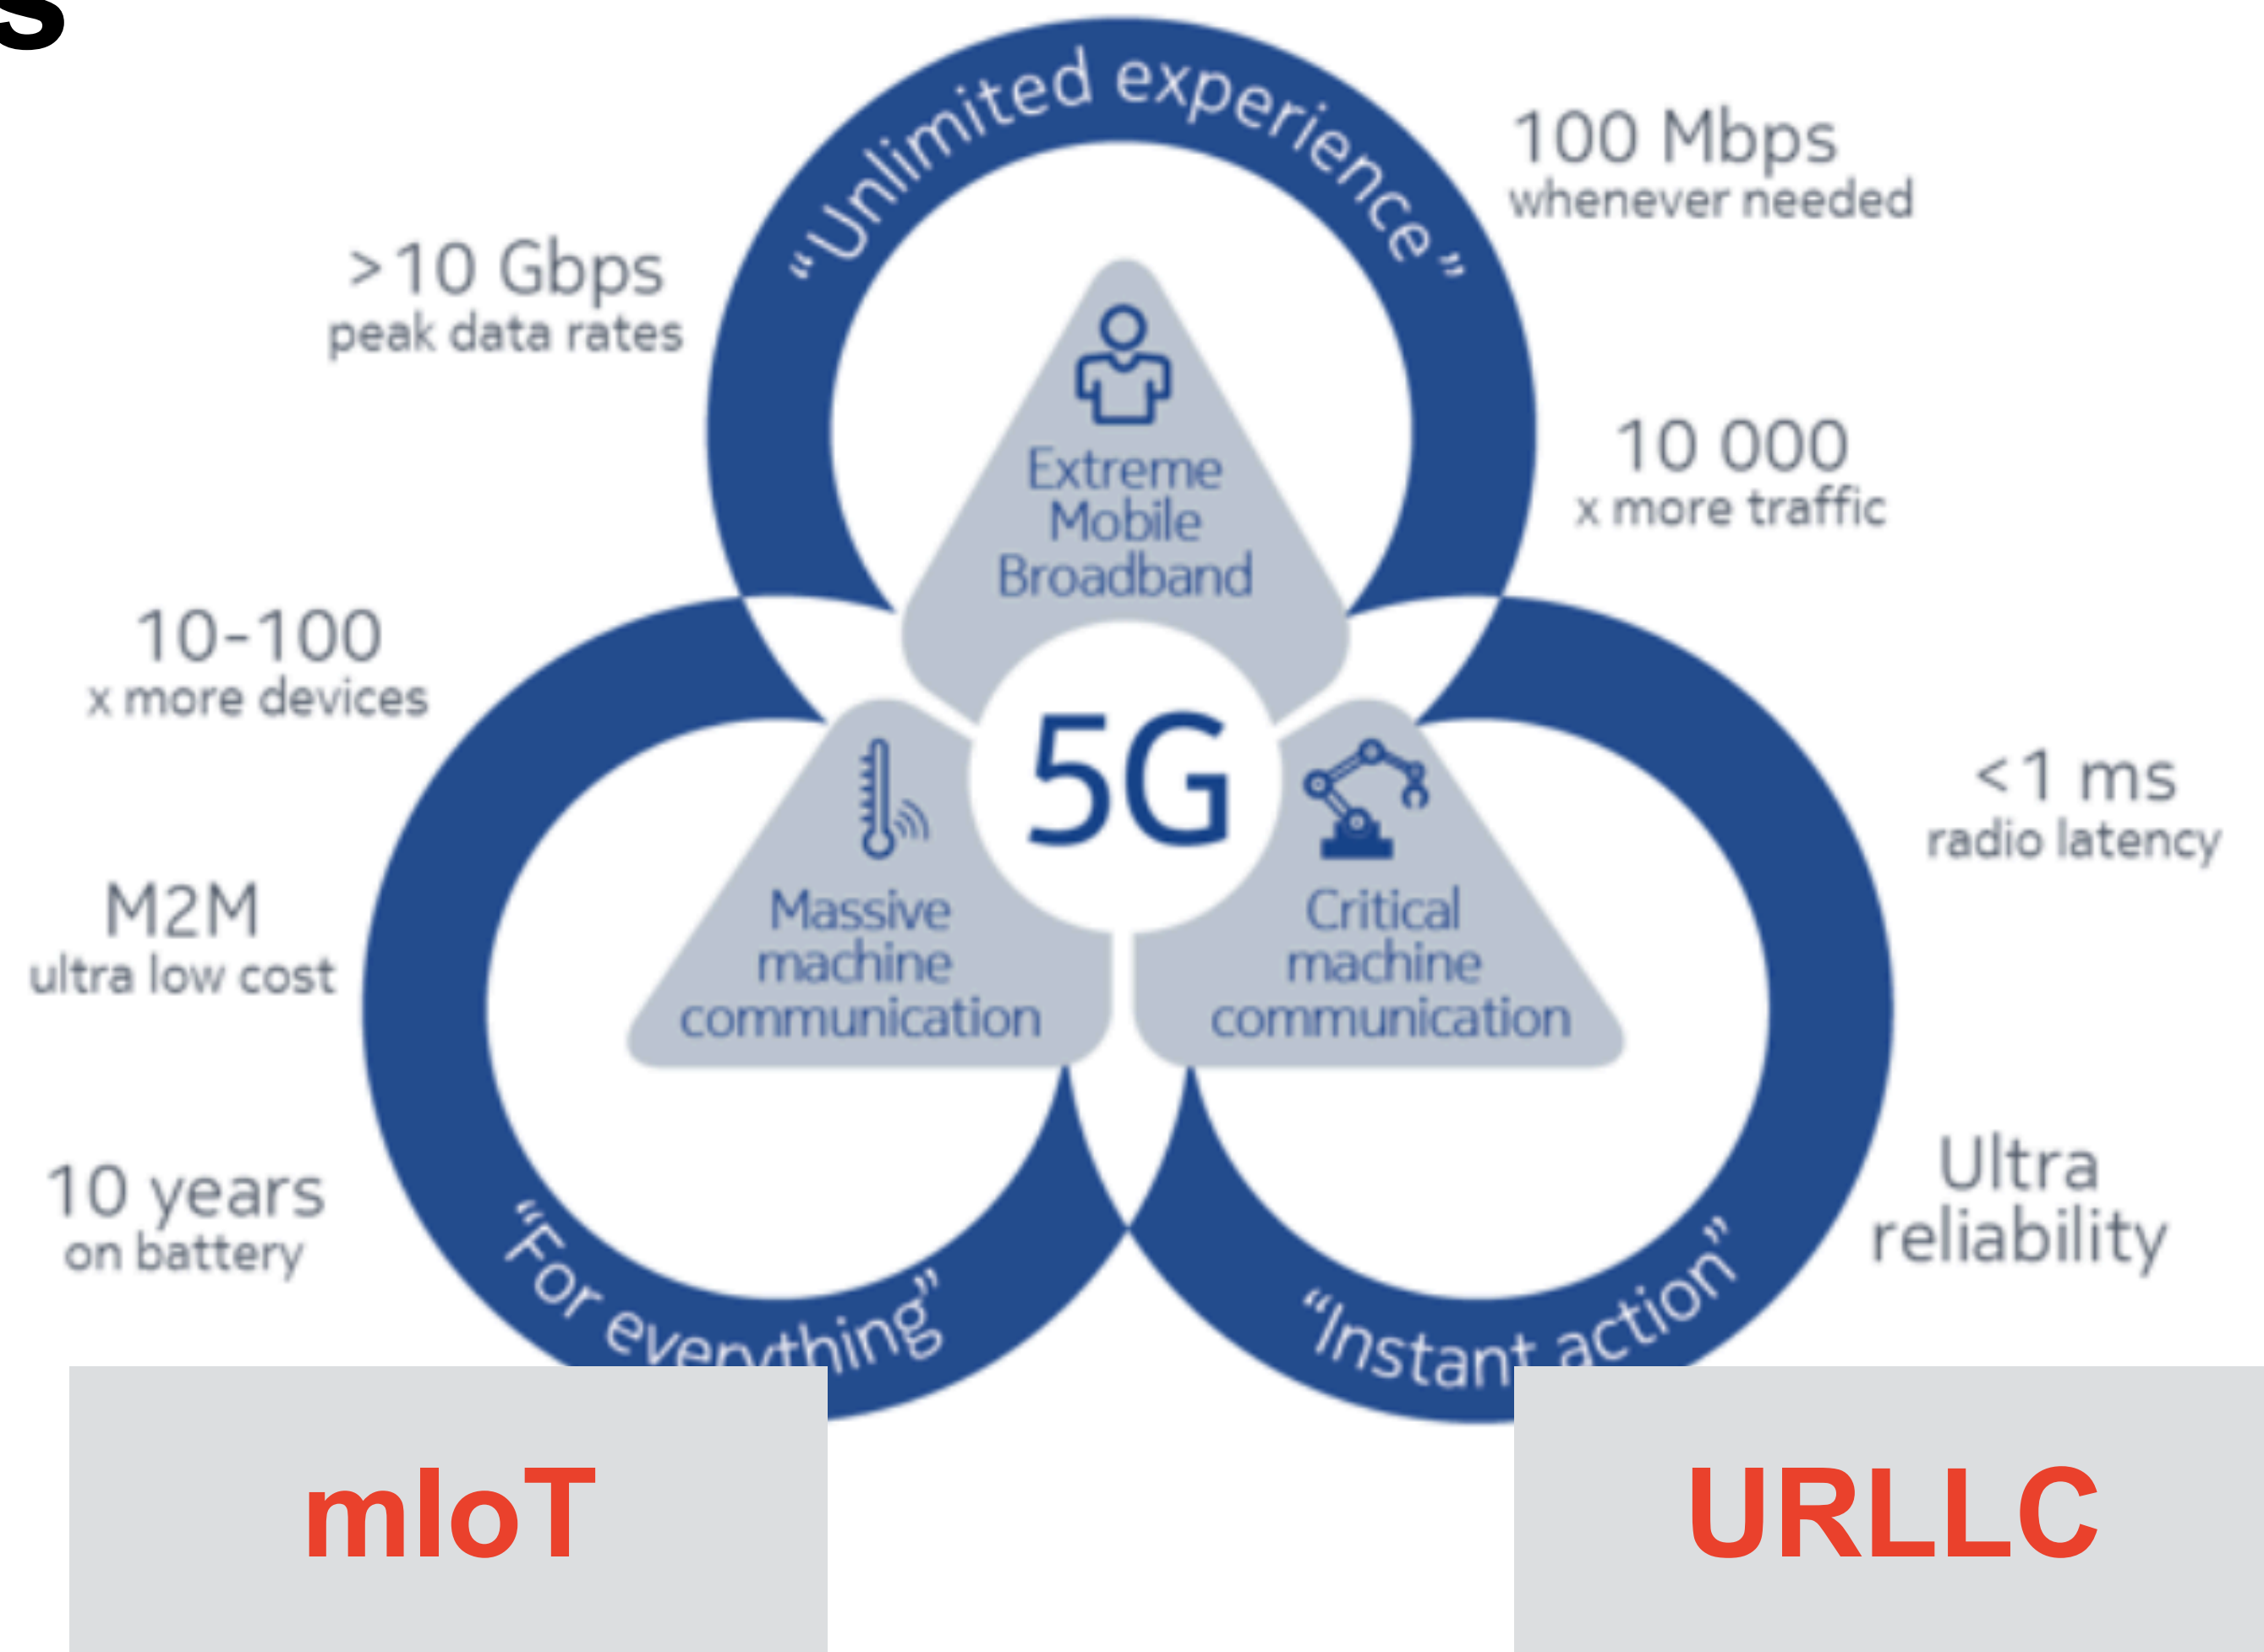 s
“Unlimited experience”
100 Mbps
whenever needed
>10 Gbps
peak data rates
10 000
x more traffic
Extreme
Mobile
Broadband
10-100
x more devices
5G
<1 ms
radio latency
M2M
ultra low cost
Massive
machine
communication
Critical
machine
communication
10 years
on battery
Ultra
reliability
“For everything”
“Instant action”
mIoT
URLLC